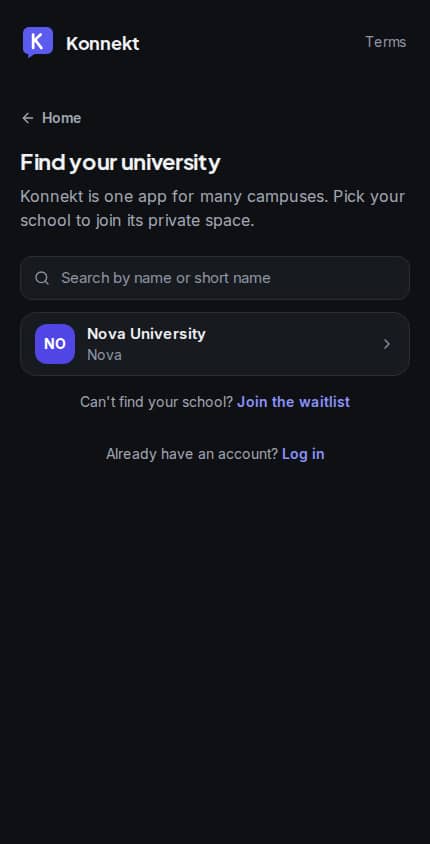 Konnekt
Terms
Home
Find your university
Konnekt is one app for many campuses. Pick your
school to join its private space.
Search by name or short name
NO
Nova University
Nova
Can't find your school? Join the waitlist
Already have an account? Log in